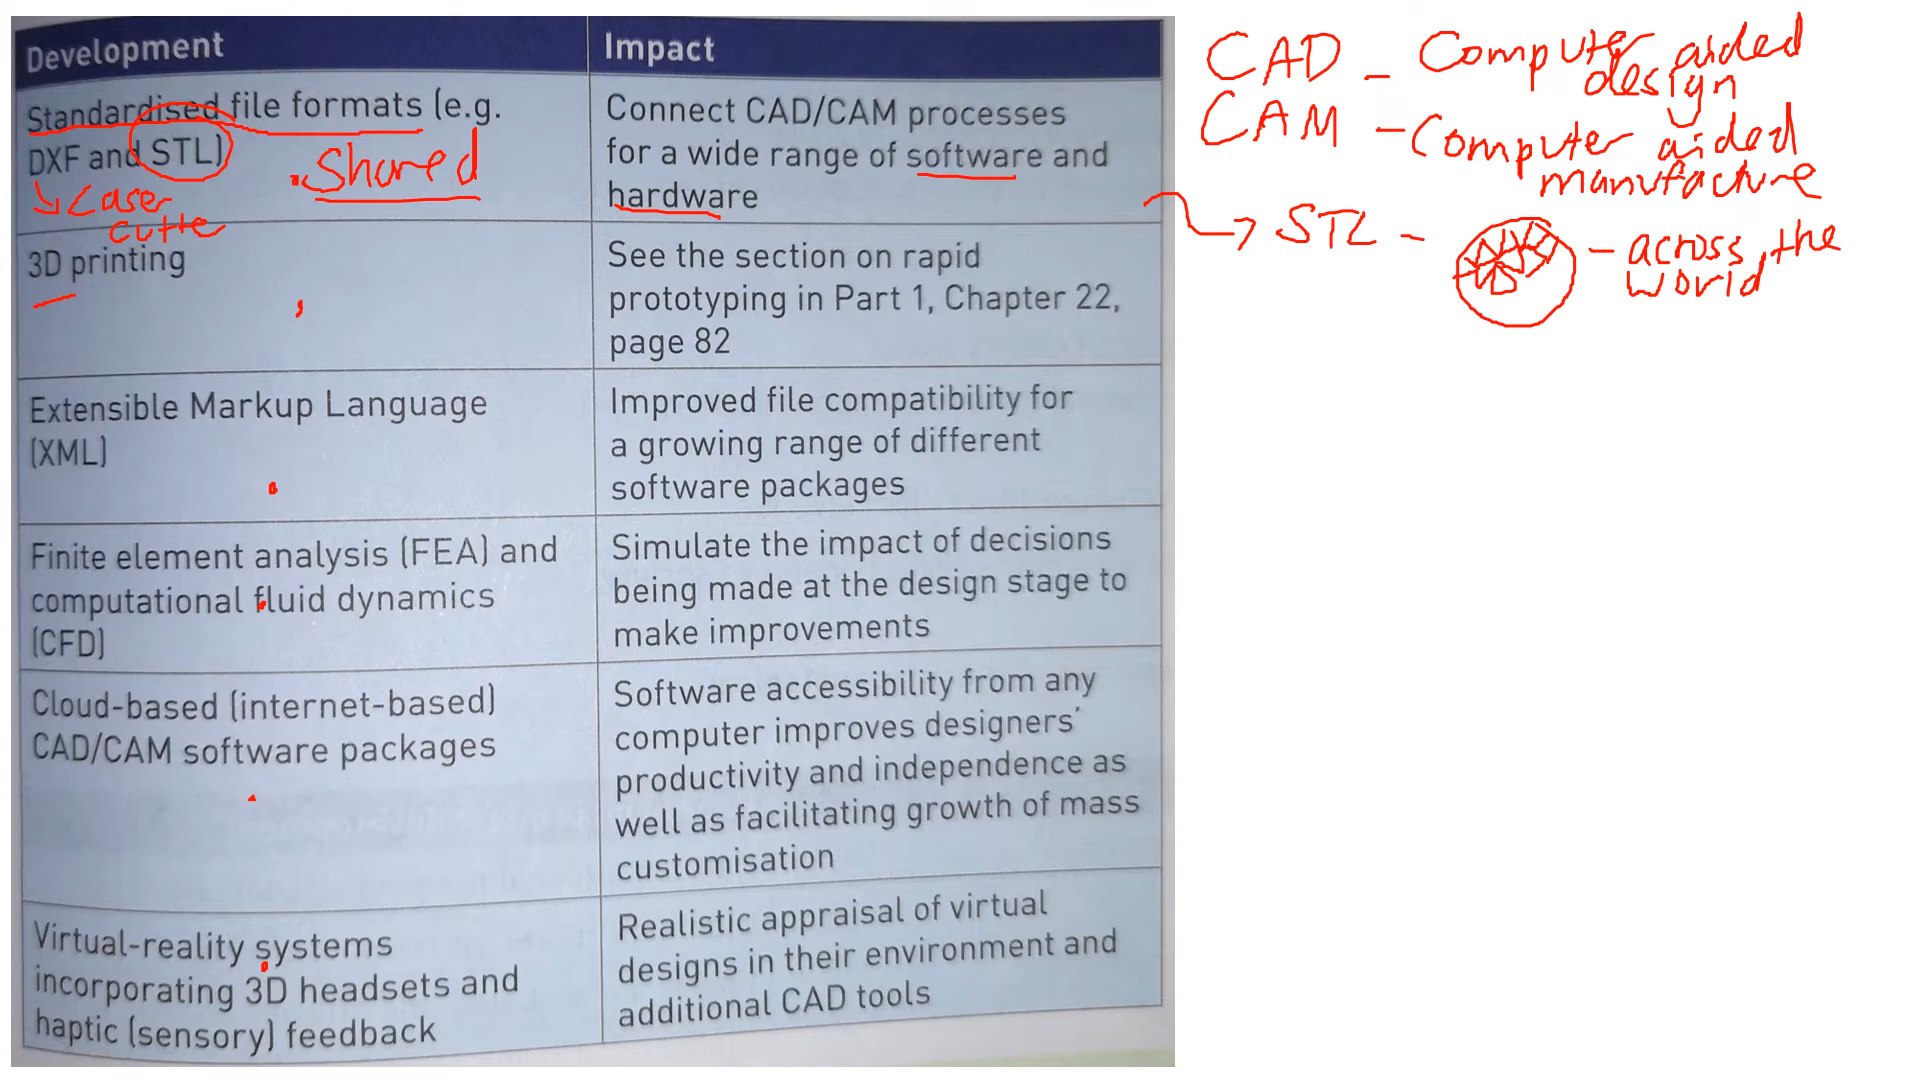 Development
Impact
Standardised file formats (e.g.
DXF and STL)
Connect CAD/CAM processes
for a wide range of software and
hardware
Shared
Laser
cutte
3D printing
See the section on rapid
prototyping in Part 1, Chapter 22,
page 82
Extensible Markup Language
(XML)
Improved file compatibility for
a growing range of different
software packages
Finite element analysis (FEA) and
computational fluid dynamics
(CFD)
Simulate the impact of decisions
being made at the design stage to
make improvements
Cloud-based (internet-based)
CAD/CAM software packages
Software accessibility from any
computer improves designers'
productivity and independence as
well as facilitating growth of mass
customisation
Virtual-reality systems
incorporating 3D headsets and
haptic (sensory) feedback
Realistic appraisal of virtual
designs in their environment and
additional CAD tools
CAD - Computer aided
design
CAM - Computer aided
manufacture
STL - - across the
world